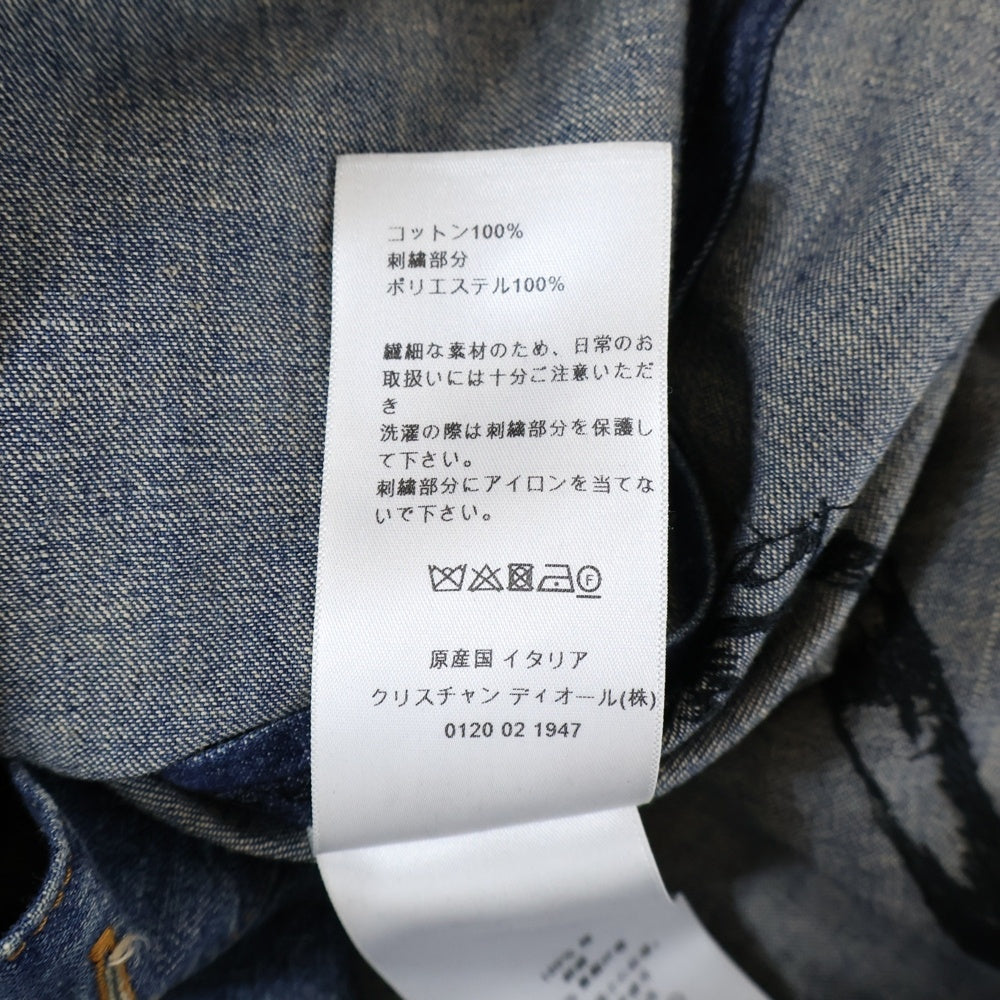 コットン100%
刺繍部分
ポリエステル100%
繊細な素材のため、日常のお
取扱いには十分ご注意いただ
き
洗濯の際は刺繍部分を保護し
て下さい。
刺繍部分にアイロンを当てな
いで下さい。
F
原産国 イタリア
クリスチャン ディオール(株)
0120 02 1947